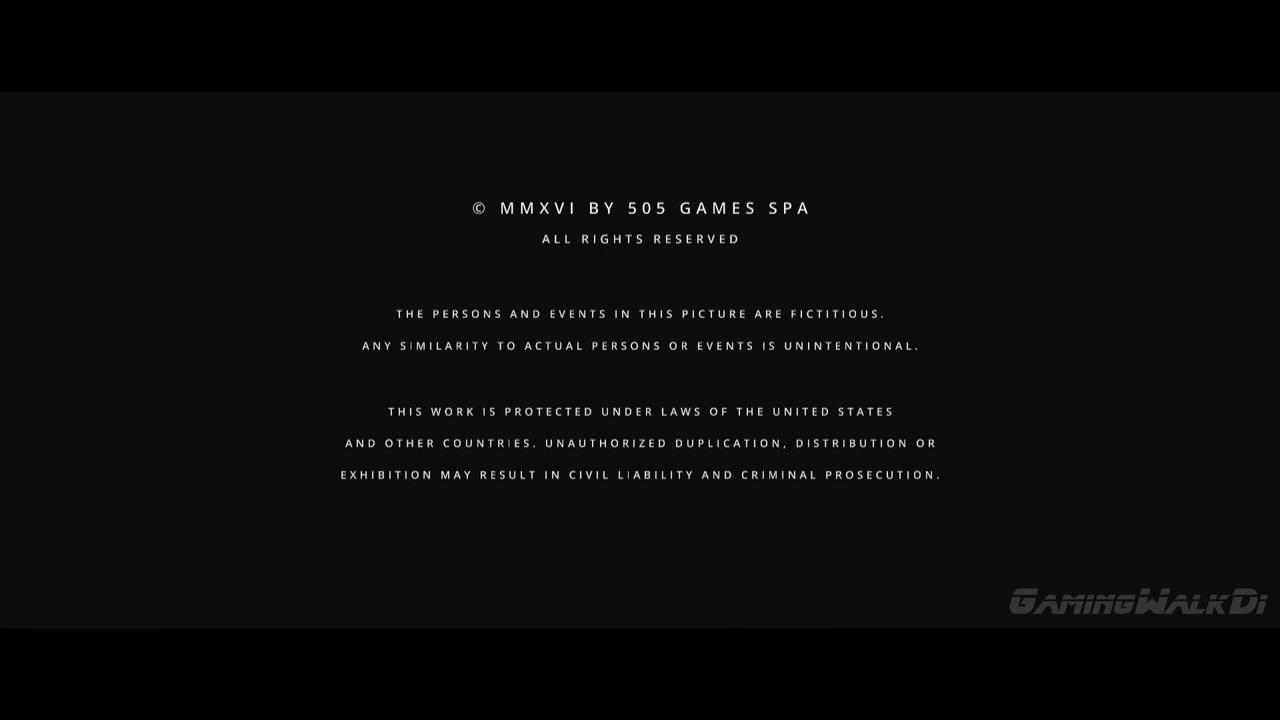 © MMXVI BY 505 GAMES SPA
ALL RIGHTS RESERVED
THE PERSONS AND EVENTS IN THIS PICTURE ARE FICTITIOUS.
ANY SIMILARITY TO ACTUAL PERSONS OR EVENTS IS UNINTENTIONAL.
THIS WORK IS PROTECTED UNDER LAWS OF THE UNITED STATES
AND OTHER COUNTRIES. UNAUTHORIZED DUPLICATION, DISTRIBUTION OR
EXHIBITION MAY RESULT IN CIVIL LIABILITY AND CRIMINAL PROSECUTION.
GAMINGWALKDI